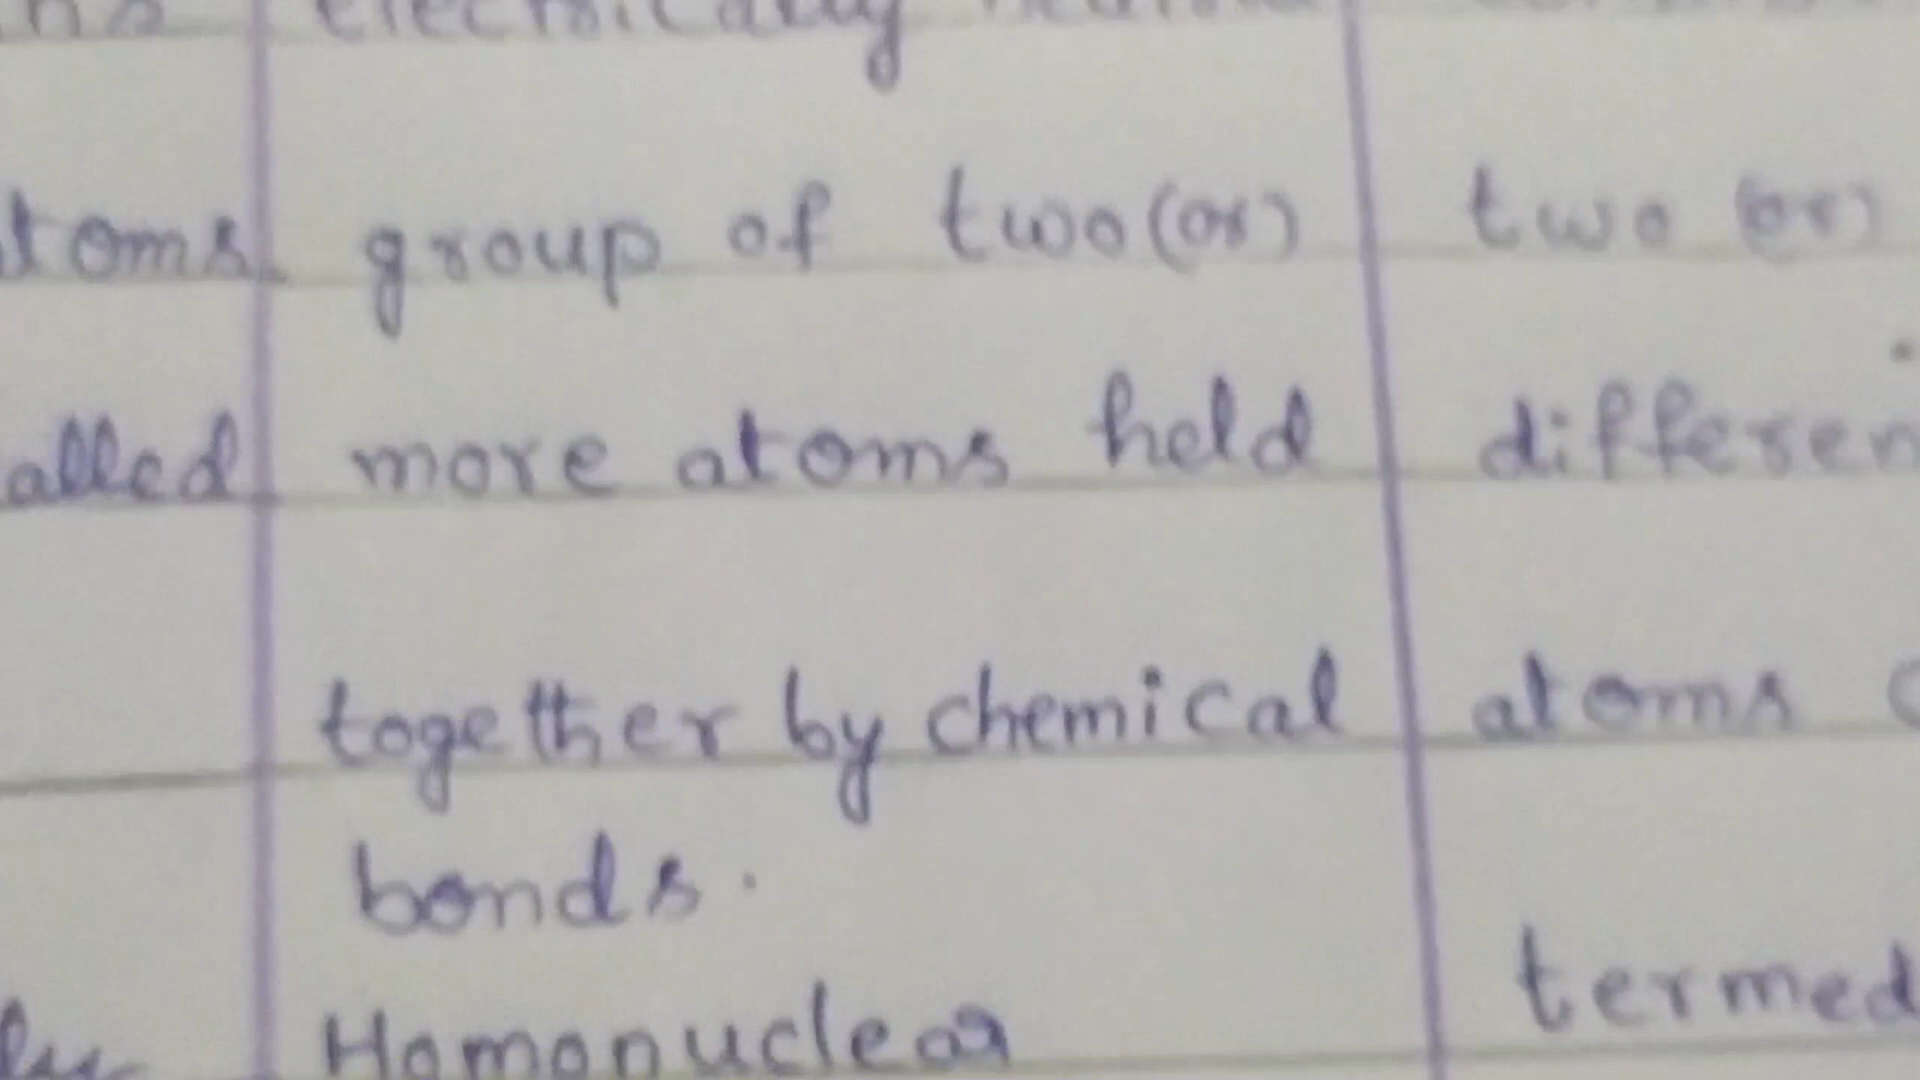 electrically
toms group of two(or) two (or)
alled more atoms held differen
together by chemical atoms
bonds.
termed
Homonuclear